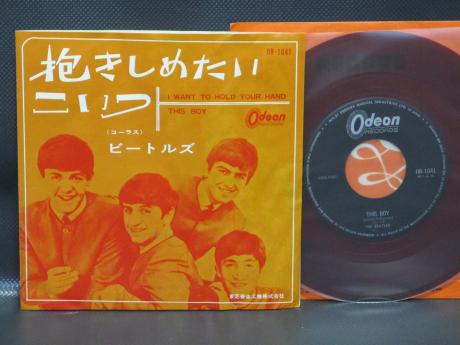 OR-1041
抱きしめたい
こいつ
I WANT TO HOLD YOUR HAND
THIS BOY
(コーラス)
ビートルズ
Odeon
東芝音楽工業株式会社
Odeon
RECORDS
OR-1041
THIS BOY
THE BEATLES